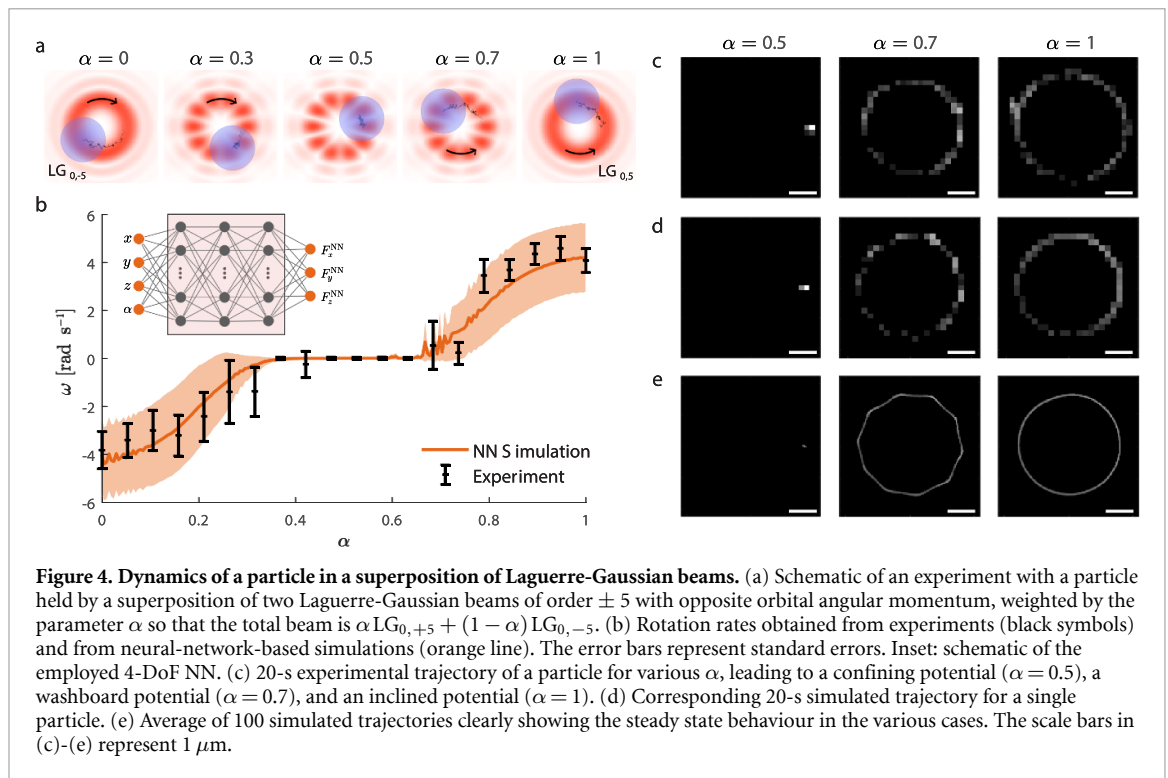 a
α = 0 α = 0.3 α = 0.5 α = 0.7 α = 1
LG 0,-5
LG 0,5
b
6
4
2
0
-2
-4
-6
ω [rad s⁻¹]
x
y
z
α
F_x^NN
F_y^NN
F_z^NN
NN S imulation
Experiment
0 0.2 0.4 0.6 0.8 1
α
α = 0.5 α = 0.7 α = 1
c
d
e
Figure 4. Dynamics of a particle in a superposition of Laguerre-Gaussian beams. (a) Schematic of an experiment with a particle
held by a superposition of two Laguerre-Gaussian beams of order ± 5 with opposite orbital angular momentum, weighted by the
parameter α so that the total beam is α LG₀,₊₅ + (1 − α) LG₀,₋₅. (b) Rotation rates obtained from experiments (black symbols)
and from neural-network-based simulations (orange line). The error bars represent standard errors. Inset: schematic of the
employed 4-DoF NN. (c) 20-s experimental trajectory of a particle for various α, leading to a confining potential (α = 0.5), a
washboard potential (α = 0.7), and an inclined potential (α = 1). (d) Corresponding 20-s simulated trajectory for a single
particle. (e) Average of 100 simulated trajectories clearly showing the steady state behaviour in the various cases. The scale bars in
(c)-(e) represent 1 μm.